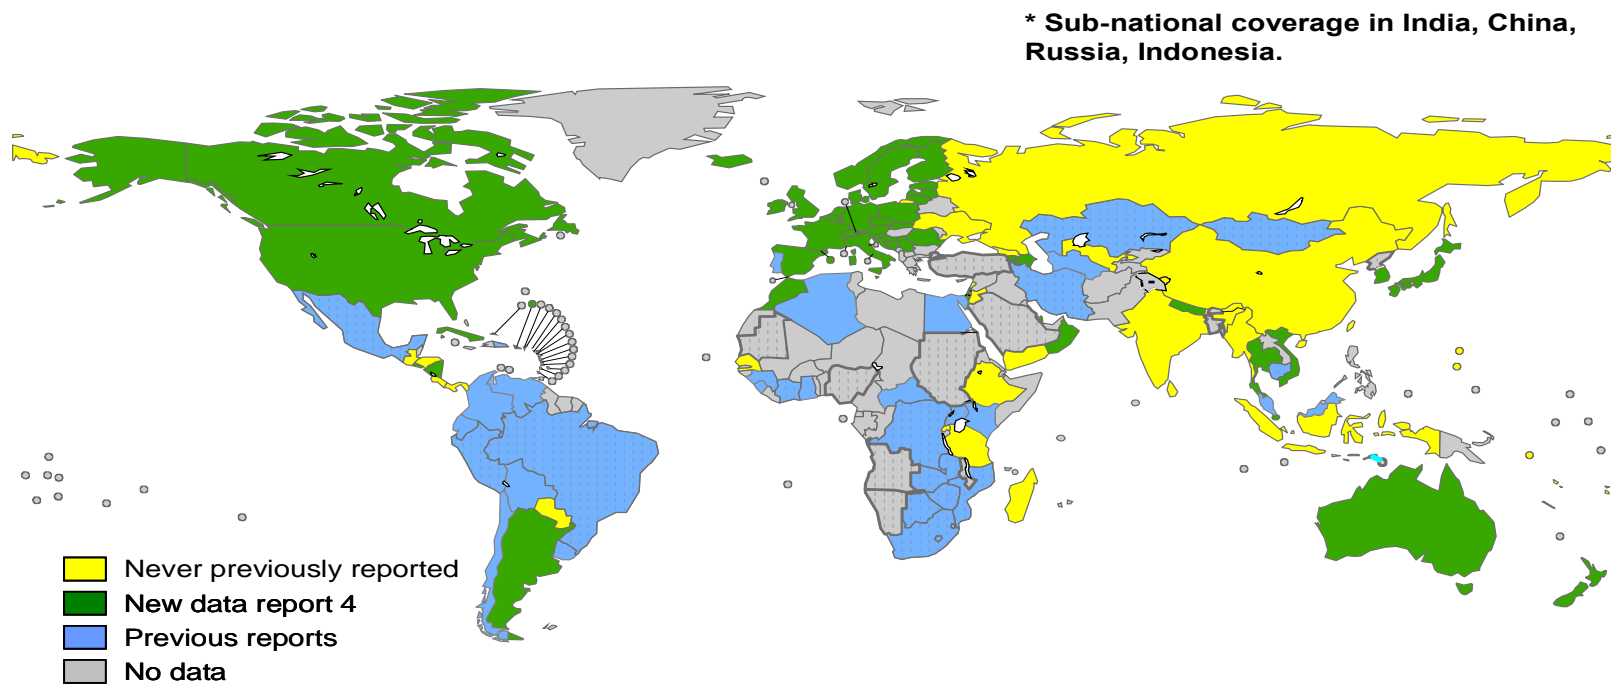 * Sub-national coverage in India, China,
Russia, Indonesia.
Never previously reported
New data report 4
Previous reports
No data